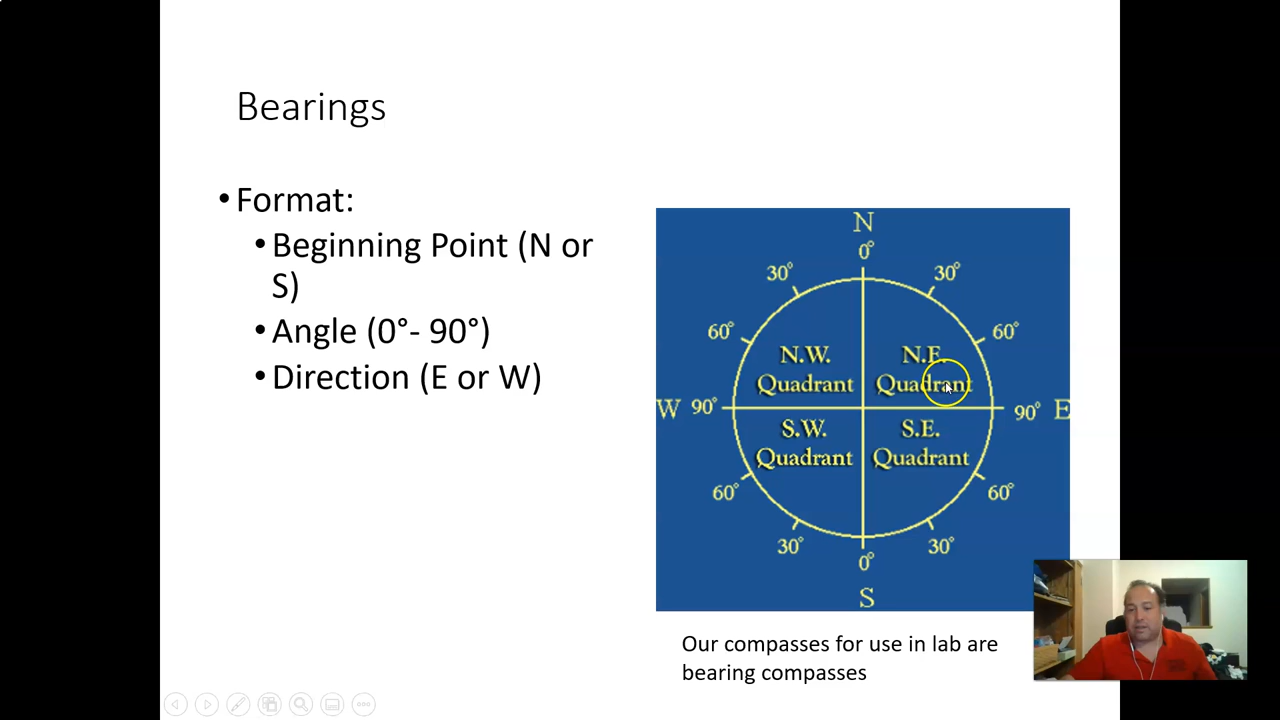 Bearings
•Format:
•Beginning Point (N or
S)
•Angle (0°- 90°)
•Direction (E or W)
N
0°
30° 30°
60° 60°
N.W. N.E.
Quadrant Quadrant
W 90° 90° E
S.W. S.E.
Quadrant Quadrant
60° 60°
30° 30°
0°
S
Our compasses for use in lab are
bearing compasses